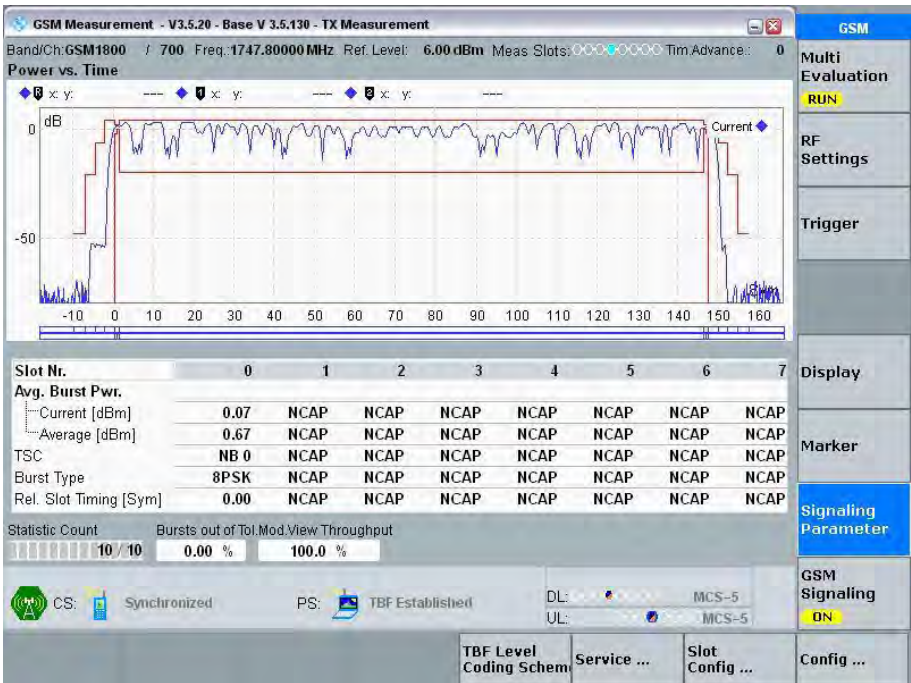 GSM Measurement - V3.5.20 - Base V 3.5.130 - TX Measurement
GSM
Band/Ch:GSM1800 / 700 Freq.:1747.80000 MHz Ref. Level: 6.00 dBm Meas Slots: Tim.Advance.: 0
Power vs. Time
Multi Evaluation
RUN
R x: y: --- 1 x: y: --- 2 x: y: ---
dB
0
-50
Current
-10 0 10 20 30 40 50 60 70 80 90 100 110 120 130 140 150 160
RF Settings
Trigger
Slot Nr. 0 1 2 3 4 5 6 7
Avg. Burst Pwr.
Current [dBm] 0.07 NCAP NCAP NCAP NCAP NCAP NCAP NCAP
Average [dBm] 0.67 NCAP NCAP NCAP NCAP NCAP NCAP NCAP
TSC NB 0 NCAP NCAP NCAP NCAP NCAP NCAP NCAP
Burst Type 8PSK NCAP NCAP NCAP NCAP NCAP NCAP NCAP
Rel. Slot Timing [Sym] 0.00 NCAP NCAP NCAP NCAP NCAP NCAP NCAP
Display
Marker
Statistic Count Bursts out of Tol. Mod.View Throughput
10 / 10 0.00 % 100.0 %
Signaling Parameter
CS: Synchronized PS: TBF Established
DL: MCS-5
UL: MCS-5
GSM Signaling
ON
TBF Level
Coding Schem
Service ...
Slot Config ...
Config ...